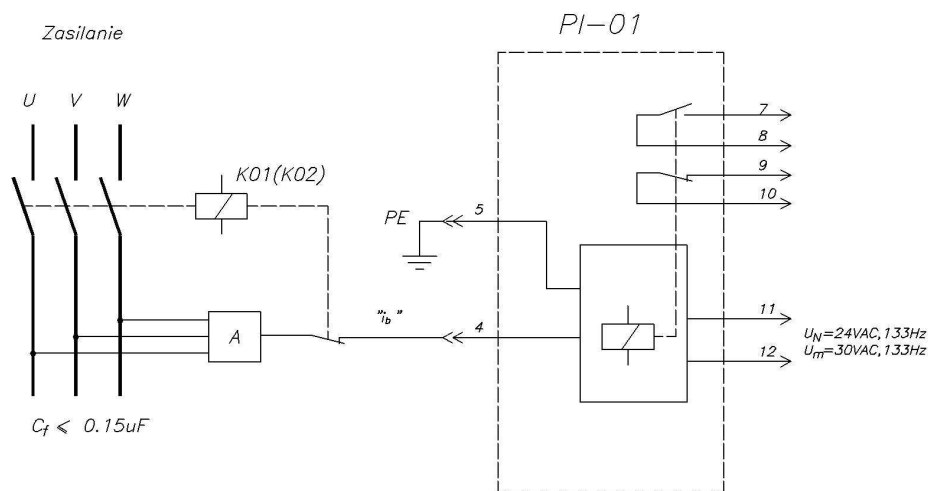 Zasilanie
PI-01
U V W
7
8
9
10
K01(K02)
PE
5
"i_b"
4
A
11
12
U_N=24VAC,133Hz
U_m=30VAC,133Hz
C_f ⩽ 0.15uF